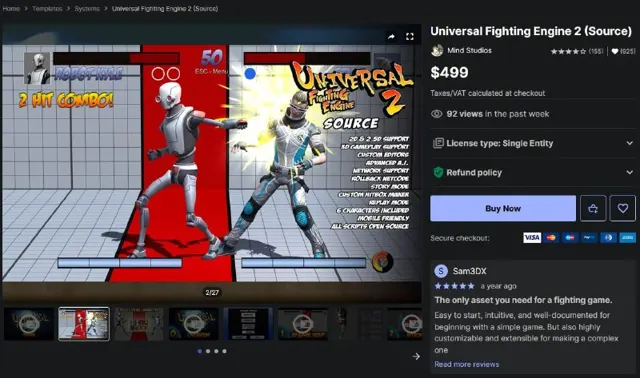 Home > Templates > Systems > Universal Fighting Engine 2 (Source)
Universal Fighting Engine 2 (Source)
Mind Studios
(155) | (925)
$499
Taxes/VAT calculated at checkout
92 views in the past week
License type: Single Entity
Refund policy
Buy Now
Secure checkout:
VISA
ROBOT KYLE
50
ESC - Menu
2 HIT COMBO!
UNIVERSAL
FIGHTING
ENGINE
2
SOURCE
2D & 2.5D SUPPORT
3D GAMEPLAY SUPPORT
CUSTOM EDITORS
ADVANCED A.I.
NETWORK SUPPORT
ROLLBACK NETCODE
STORY MODE
CUSTOM HITBOX MAKER
REPLAY MODE
6 CHARACTERS INCLUDED
MOBILE FRIENDLY
ALL SCRIPTS OPEN SOURCE
2/27
S
Sam3DX
a year ago
The only asset you need for a fighting game.
Easy to start, intuitive, and well-documented for
beginning with a simple game. But also highly
customizable and extensible for making a complex
one
Read more reviews